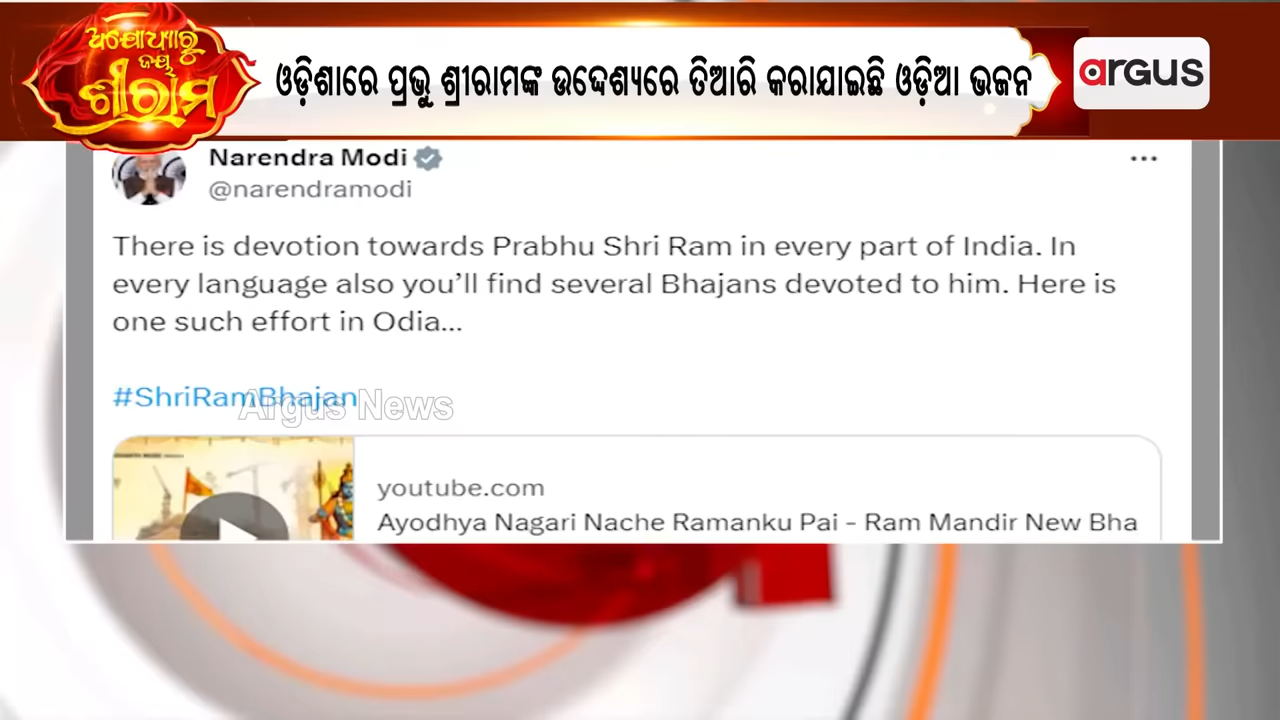 ଅଯୋଧ୍ୟାରୁ
ଜୟ
ଶ୍ରୀରାମ
ଓଡ଼ିଶାରେ ପ୍ରଭୁ ଶ୍ରୀରାମଙ୍କ ଉଦ୍ଦେଶ୍ୟରେ ତିଆରି କରାଯାଇଛି ଓଡ଼ିଆ ଭଜନ
argus
Narendra Modi
@narendramodi
There is devotion towards Prabhu Shri Ram in every part of India. In
every language also you’ll find several Bhajans devoted to him. Here is
one such effort in Odia...
#ShriRamBhajan
Argus News
youtube.com
Ayodhya Nagari Nache Ramanku Pai - Ram Mandir New Bha